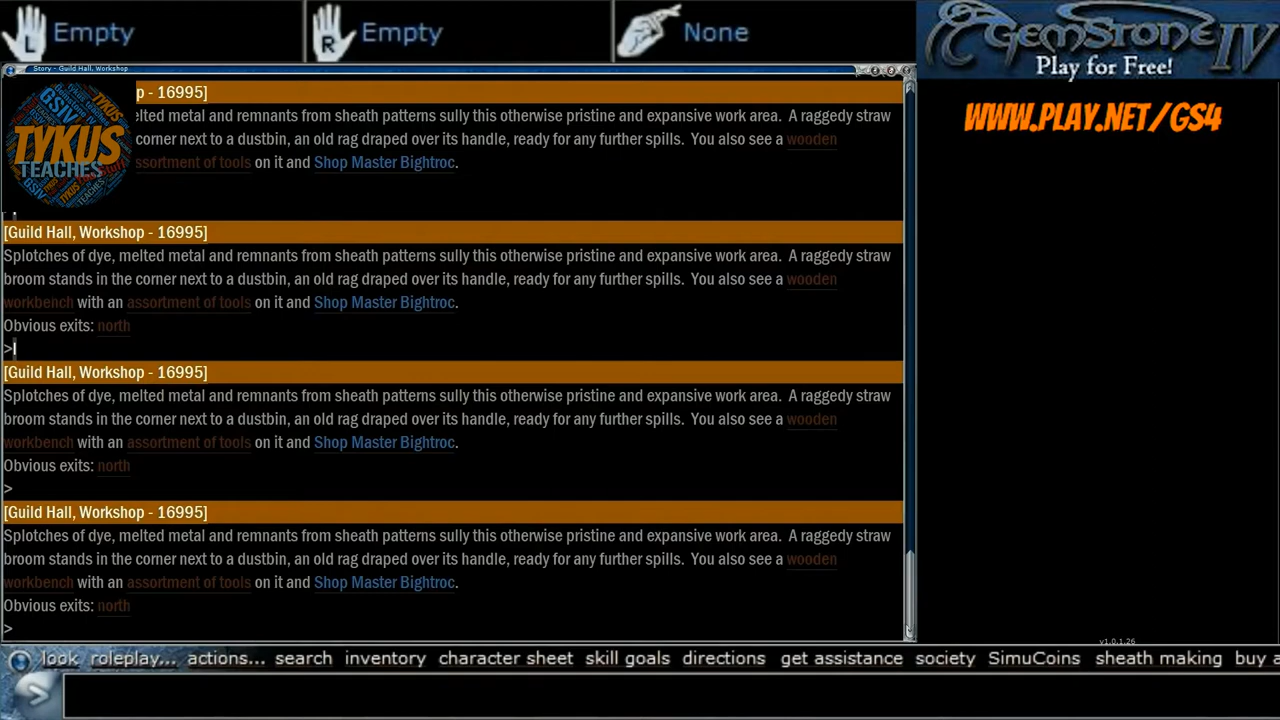 L Empty
R Empty
None
GEMSTONE IV
Play for Free!
Story - Guild Hall, Workshop
WWW.PLAY.NET/GS4
TYKUS
TEACHES
p - 16995]
elted metal and remnants from sheath patterns sully this otherwise pristine and expansive work area. A raggedy straw
corner next to a dustbin, an old rag draped over its handle, ready for any further spills. You also see a wooden
assortment of tools on it and Shop Master Bightroc.
[Guild Hall, Workshop - 16995]
Splotches of dye, melted metal and remnants from sheath patterns sully this otherwise pristine and expansive work area. A raggedy straw
broom stands in the corner next to a dustbin, an old rag draped over its handle, ready for any further spills. You also see a wooden
workbench with an assortment of tools on it and Shop Master Bightroc.
Obvious exits: north
>
[Guild Hall, Workshop - 16995]
Splotches of dye, melted metal and remnants from sheath patterns sully this otherwise pristine and expansive work area. A raggedy straw
broom stands in the corner next to a dustbin, an old rag draped over its handle, ready for any further spills. You also see a wooden
workbench with an assortment of tools on it and Shop Master Bightroc.
Obvious exits: north
>
[Guild Hall, Workshop - 16995]
Splotches of dye, melted metal and remnants from sheath patterns sully this otherwise pristine and expansive work area. A raggedy straw
broom stands in the corner next to a dustbin, an old rag draped over its handle, ready for any further spills. You also see a wooden
workbench with an assortment of tools on it and Shop Master Bightroc.
Obvious exits: north
>
v1.0.1.26
look roleplay... actions... search inventory character sheet skill goals directions get assistance society SimuCoins sheath making buy a
>